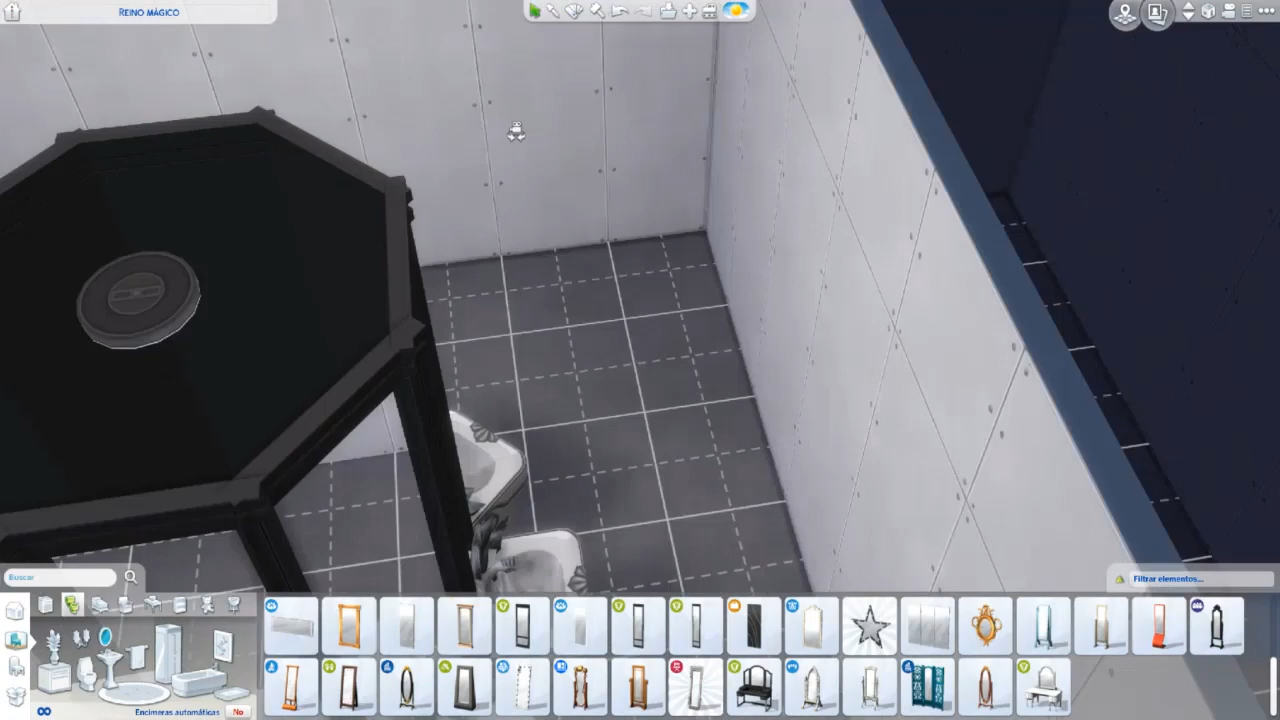 REINO MÁGICO
Buscar
Filtrar elementos...
Encimeras automáticas
No